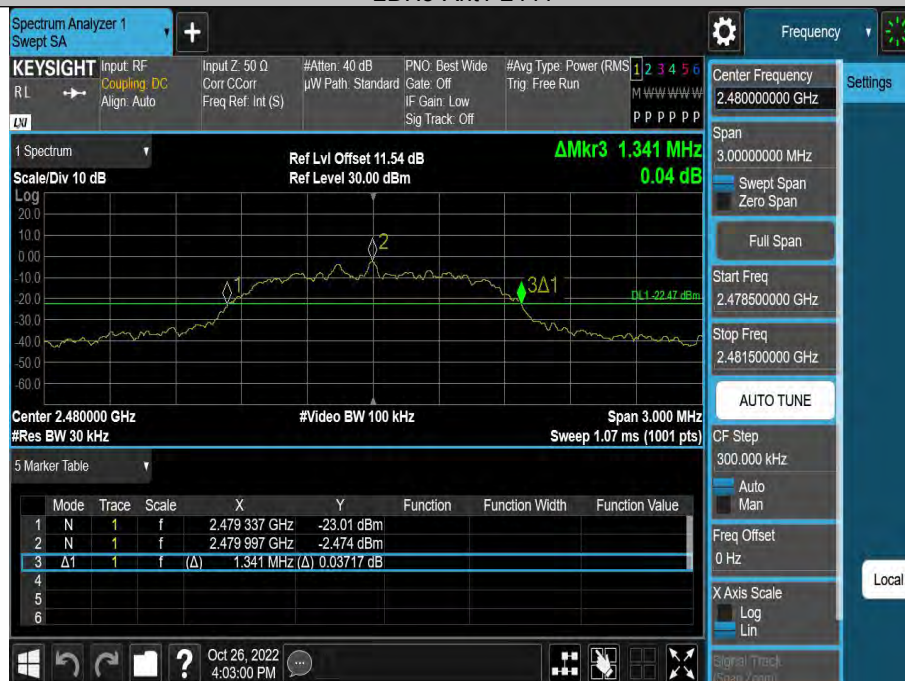 Spectrum Analyzer 1
Swept SA
+
Frequency
KEYSIGHT
RL
LXI
Input: RF
Coupling: DC
Align: Auto
Input Z: 50 Ω
Corr CCorr
Freq Ref: Int (S)
#Atten: 40 dB
µW Path: Standard
PNO: Best Wide
Gate: Off
IF Gain: Low
Sig Track: Off
#Avg Type: Power (RMS
Trig: Free Run
1 2 3 4 5 6
M W W W W W
P P P P P P
Center Frequency
2.480000000 GHz
Settings
1 Spectrum
Scale/Div 10 dB
Ref Lvl Offset 11.54 dB
Ref Level 30.00 dBm
ΔMkr3 1.341 MHz
0.04 dB
Span
3.00000000 MHz
Swept Span
Zero Span
Full Span
Start Freq
2.478500000 GHz
Stop Freq
2.481500000 GHz
AUTO TUNE
CF Step
300.000 kHz
Auto
Man
Freq Offset
0 Hz
Local
X Axis Scale
Log
Lin
Signal Track
(Span Zoom)
Log
20.0
10.0
0.00
-10.0
-20.0
-30.0
-40.0
-50.0
-60.0
1
2
3Δ1
DL1 -22.47 dBm
Center 2.480000 GHz
#Video BW 100 kHz
Span 3.000 MHz
#Res BW 30 kHz
Sweep 1.07 ms (1001 pts)
5 Marker Table
Mode Trace Scale X Y Function Function Width Function Value
1 N 1 f 2.479 337 GHz -23.01 dBm
2 N 1 f 2.479 997 GHz -2.474 dBm
3 Δ1 1 f (Δ) 1.341 MHz (Δ) 0.03717 dB
4
5
6
?
Oct 26, 2022
4:03:00 PM